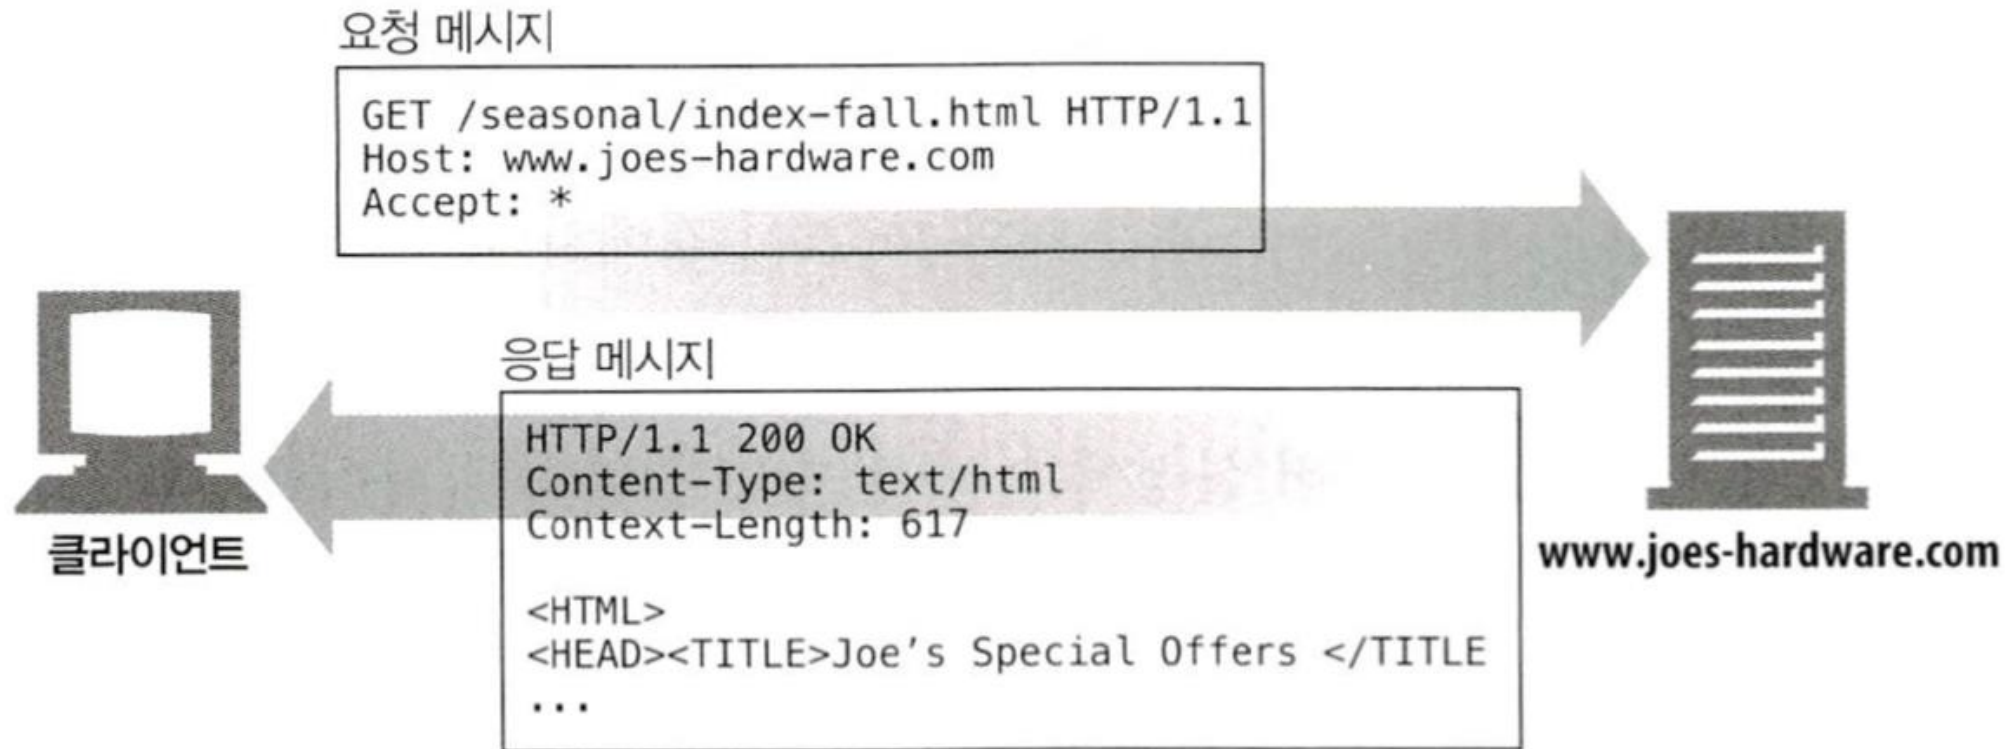 요청 메시지
GET /seasonal/index-fall.html HTTP/1.1
Host: www.joes-hardware.com
Accept: *
응답 메시지
HTTP/1.1 200 OK
Content-Type: text/html
Context-Length: 617
<HTML>
<HEAD><TITLE>Joe's Special Offers </TITLE
...
클라이언트
www.joes-hardware.com